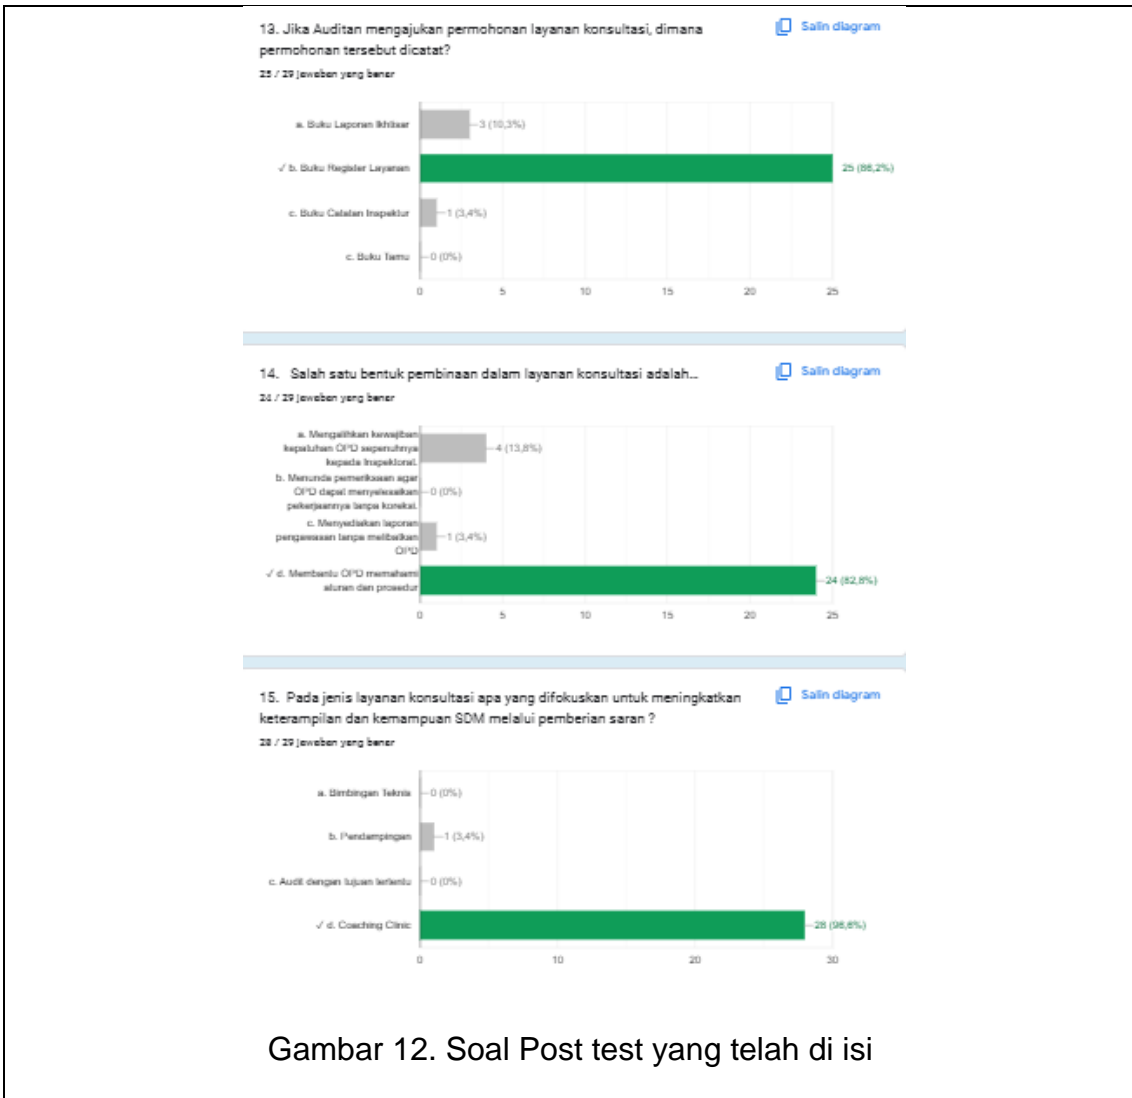 13. Jika Auditan mengajukan permohonan layanan konsultasi, dimana
permohonan tersebut dicatat?
Salin diagram
25 / 29 jawaban yang benar
a. Buku Laporan Ikhtisar
3 (10,3%)
✓ b. Buku Register Layanan
25 (86,2%)
c. Buku Catatan Inspektur
1 (3,4%)
c. Buku Tamu
0 (0%)
0 5 10 15 20 25
14. Salah satu bentuk pembinaan dalam layanan konsultasi adalah...
Salin diagram
24 / 29 jawaban yang benar
a. Mengalihkan kewajiban
kepatuhan OPD sepenuhnya
kepada Inspektorat.
4 (13,8%)
b. Menunda pemeriksaan agar
OPD dapat menyelesaikan
pekerjaannya tanpa koreksi.
0 (0%)
c. Menyediakan laporan
pengawasan tanpa melibatkan
OPD
1 (3,4%)
✓ d. Membantu OPD memahami
aturan dan prosedur
24 (82,8%)
0 5 10 15 20 25
15. Pada jenis layanan konsultasi apa yang difokuskan untuk meningkatkan
keterampilan dan kemampuan SDM melalui pemberian saran ?
Salin diagram
28 / 29 jawaban yang benar
a. Bimbingan Teknis
0 (0%)
b. Pendampingan
1 (3,4%)
c. Audit dengan tujuan tertentu
0 (0%)
✓ d. Coaching Clinic
28 (96,6%)
0 10 20 30
Gambar 12. Soal Post test yang telah di isi